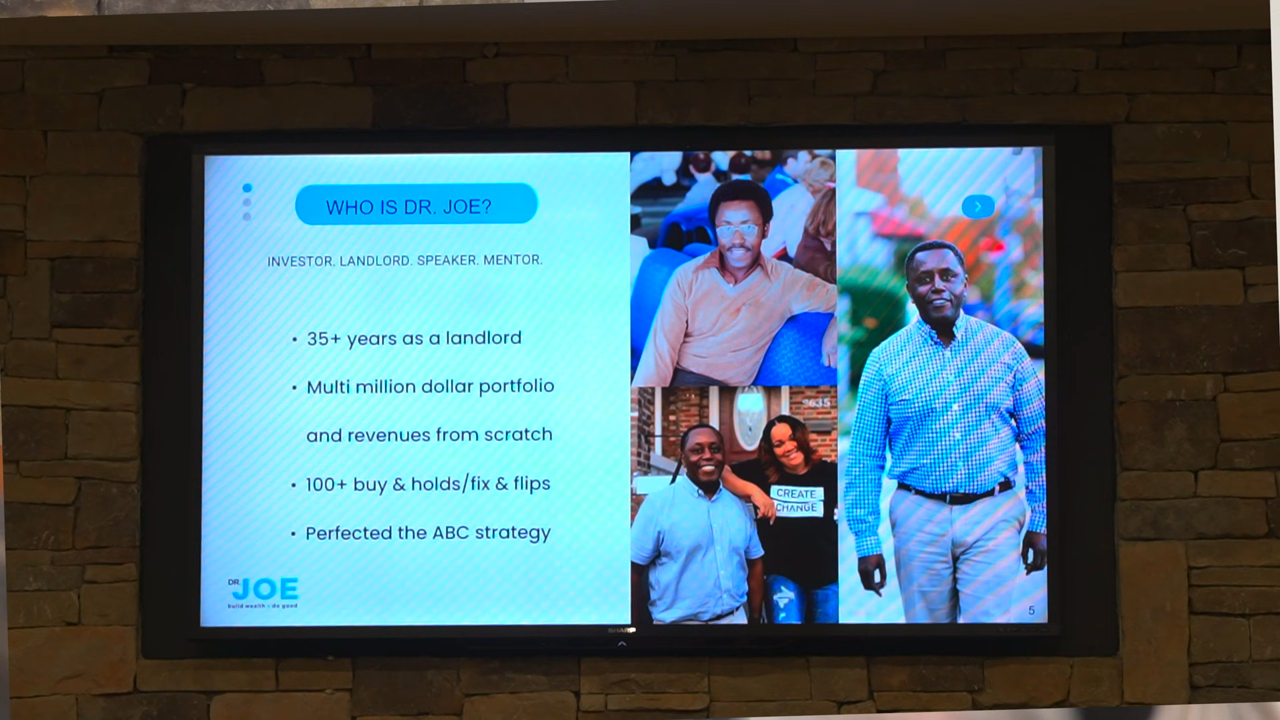 WHO IS DR. JOE?
INVESTOR. LANDLORD. SPEAKER. MENTOR.
• 35+ years as a landlord
• Multi million dollar portfolio
and revenues from scratch
• 100+ buy & holds/fix & flips
• Perfected the ABC strategy
DR. JOE
build wealth - do good
3635
CREATE
CHANGE
5
SHARP